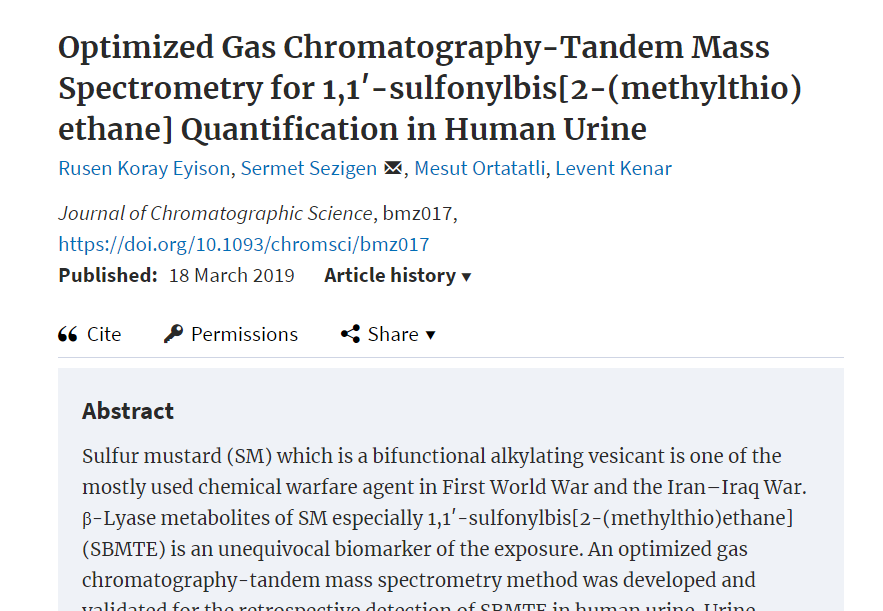 Optimized Gas Chromatography-Tandem Mass
Spectrometry for 1,1′-sulfonylbis[2-(methylthio)
ethane] Quantification in Human Urine
Rusen Koray Eyison, Sermet Sezigen, Mesut Ortatatli, Levent Kenar
Journal of Chromatographic Science, bmz017,
https://doi.org/10.1093/chromsci/bmz017
Published: 18 March 2019 Article history ▾
Cite Permissions Share ▾
Abstract
Sulfur mustard (SM) which is a bifunctional alkylating vesicant is one of the
mostly used chemical warfare agent in First World War and the Iran–Iraq War.
β-Lyase metabolites of SM especially 1,1′-sulfonylbis[2-(methylthio)ethane]
(SBMTE) is an unequivocal biomarker of the exposure. An optimized gas
chromatography-tandem mass spectrometry method was developed and
validated for the retrospective detection of SBMTE in human urine. Urine